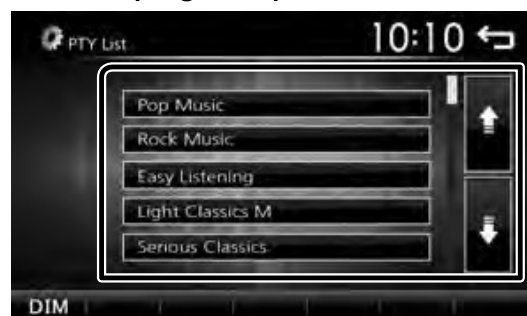 PTY List 10:10
Pop Music
Rock Music
Easy Listening
Light Classics M
Serious Classics
DIM